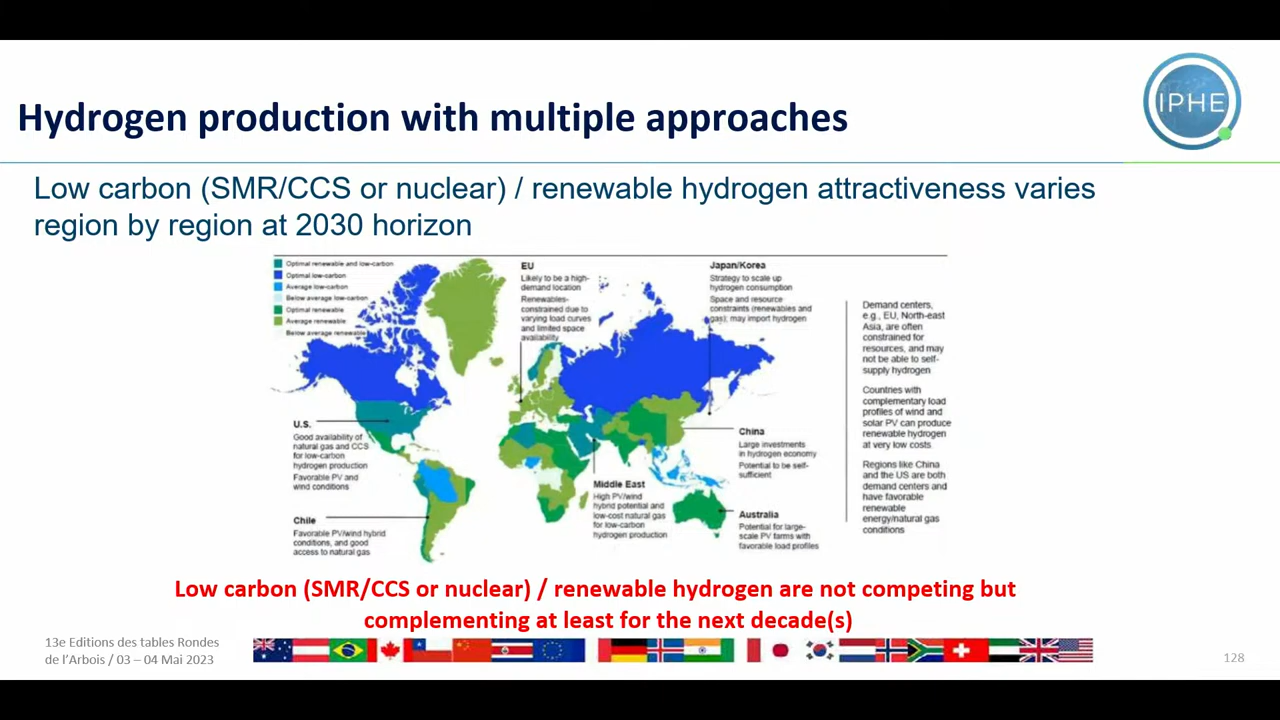 Hydrogen production with multiple approaches
IPHE
Low carbon (SMR/CCS or nuclear) / renewable hydrogen attractiveness varies
region by region at 2030 horizon
Optimal renewable and low-carbon
Optimal low-carbon
Average low-carbon
Below average low-carbon
Optimal renewable
Average renewable
Below average renewable
EU
Likely to be a high-
demand location
Renewables-
constrained due to
varying load curves
and limited space
availability
Japan/Korea
Strategy to scale up
hydrogen consumption
Space and resource
constraints (renewables and
gas); may import hydrogen
U.S.
Good availability of
natural gas and CCS
for low-carbon
hydrogen production
Favorable PV and
wind conditions
Chile
Favorable PV/wind hybrid
conditions, and good
access to natural gas
Middle East
High PV/wind
hybrid potential and
low-cost natural gas
for low-carbon
hydrogen production
China
Large investments
in hydrogen economy
Potential to be self-
sufficient
Australia
Potential for large-
scale PV farms with
favorable load profiles
Demand centers,
e.g., EU, North-east
Asia, are often
constrained for
resources, and may
not be able to self-
supply hydrogen
Countries with
complementary load
profiles of wind and
solar PV can produce
renewable hydrogen
at very low costs
Regions like China
and the US are both
demand centers and
have favorable
renewable
energy/natural gas
conditions
Low carbon (SMR/CCS or nuclear) / renewable hydrogen are not competing but
complementing at least for the next decade(s)
13e Editions des tables Rondes
de l'Arbois / 03 – 04 Mai 2023
128